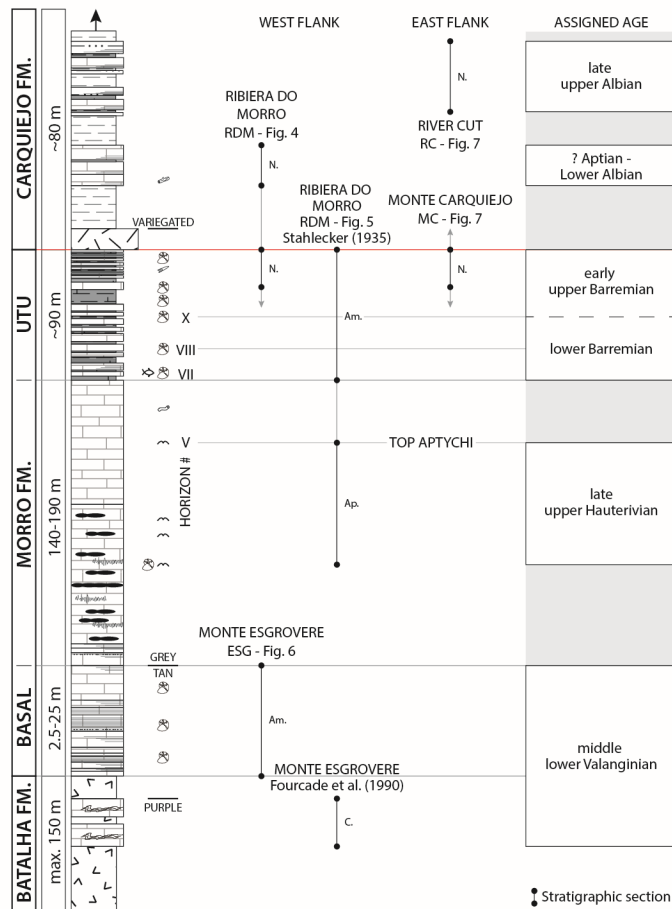 WEST FLANK
EAST FLANK
ASSIGNED AGE
CARQUIEJO FM.
~80 m
UTU
~90 m
MORRO FM.
140-190 m
BASAL
2.5-25 m
BATALHA FM.
max. 150 m
VARIEGATED
X
VIII
VII
V
HORIZON #
GREY
TAN
PURPLE
RIBIERA DO
MORRO
RDM - Fig. 4
N.
RIBIERA DO
MORRO
RDM - Fig. 5
Stahlecker (1935)
N.
Am.
Ap.
MONTE ESGROVERE
ESG - Fig. 6
Am.
MONTE ESGROVERE
Fourcade et al. (1990)
C.
N.
RIVER CUT
RC - Fig. 7
MONTE CARQUIEJO
MC - Fig. 7
N.
TOP APTYCHI
late
upper Albian
? Aptian -
Lower Albian
early
upper Barremian
lower Barremian
late
upper Hauterivian
middle
lower Valanginian
Stratigraphic section